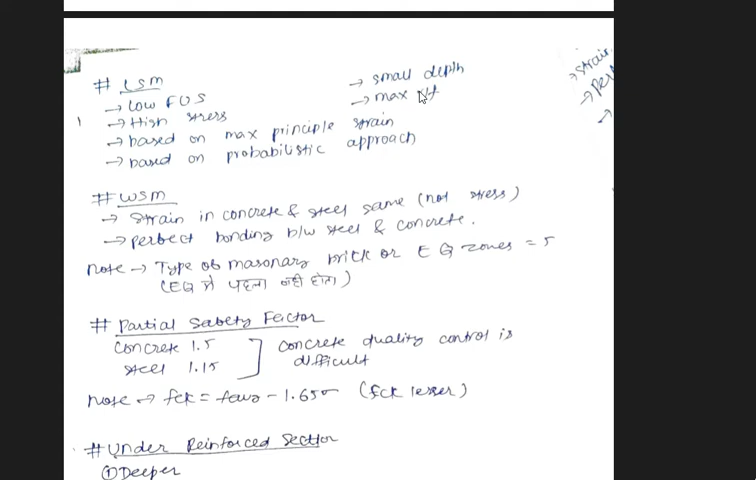 # LSM
→ Low FOS
→ High stress
→ based on max principle strain
→ based on probabilistic approach
→ small depth
→ max
# WSM
→ strain in concrete & steel same (not stress)
→ perfect bonding b/w steel & concrete.
note → Type of masonary brick or EQ zones = 5
(EQ में पहला नहीं होता)
# Partial Safety Factor
Concrete 1.5
steel 1.15
] Concrete quality control is difficult
note → fck = favg - 1.65σ (fck lesser)
# Under Reinforced Section
① Deeper
→ strain
→
→